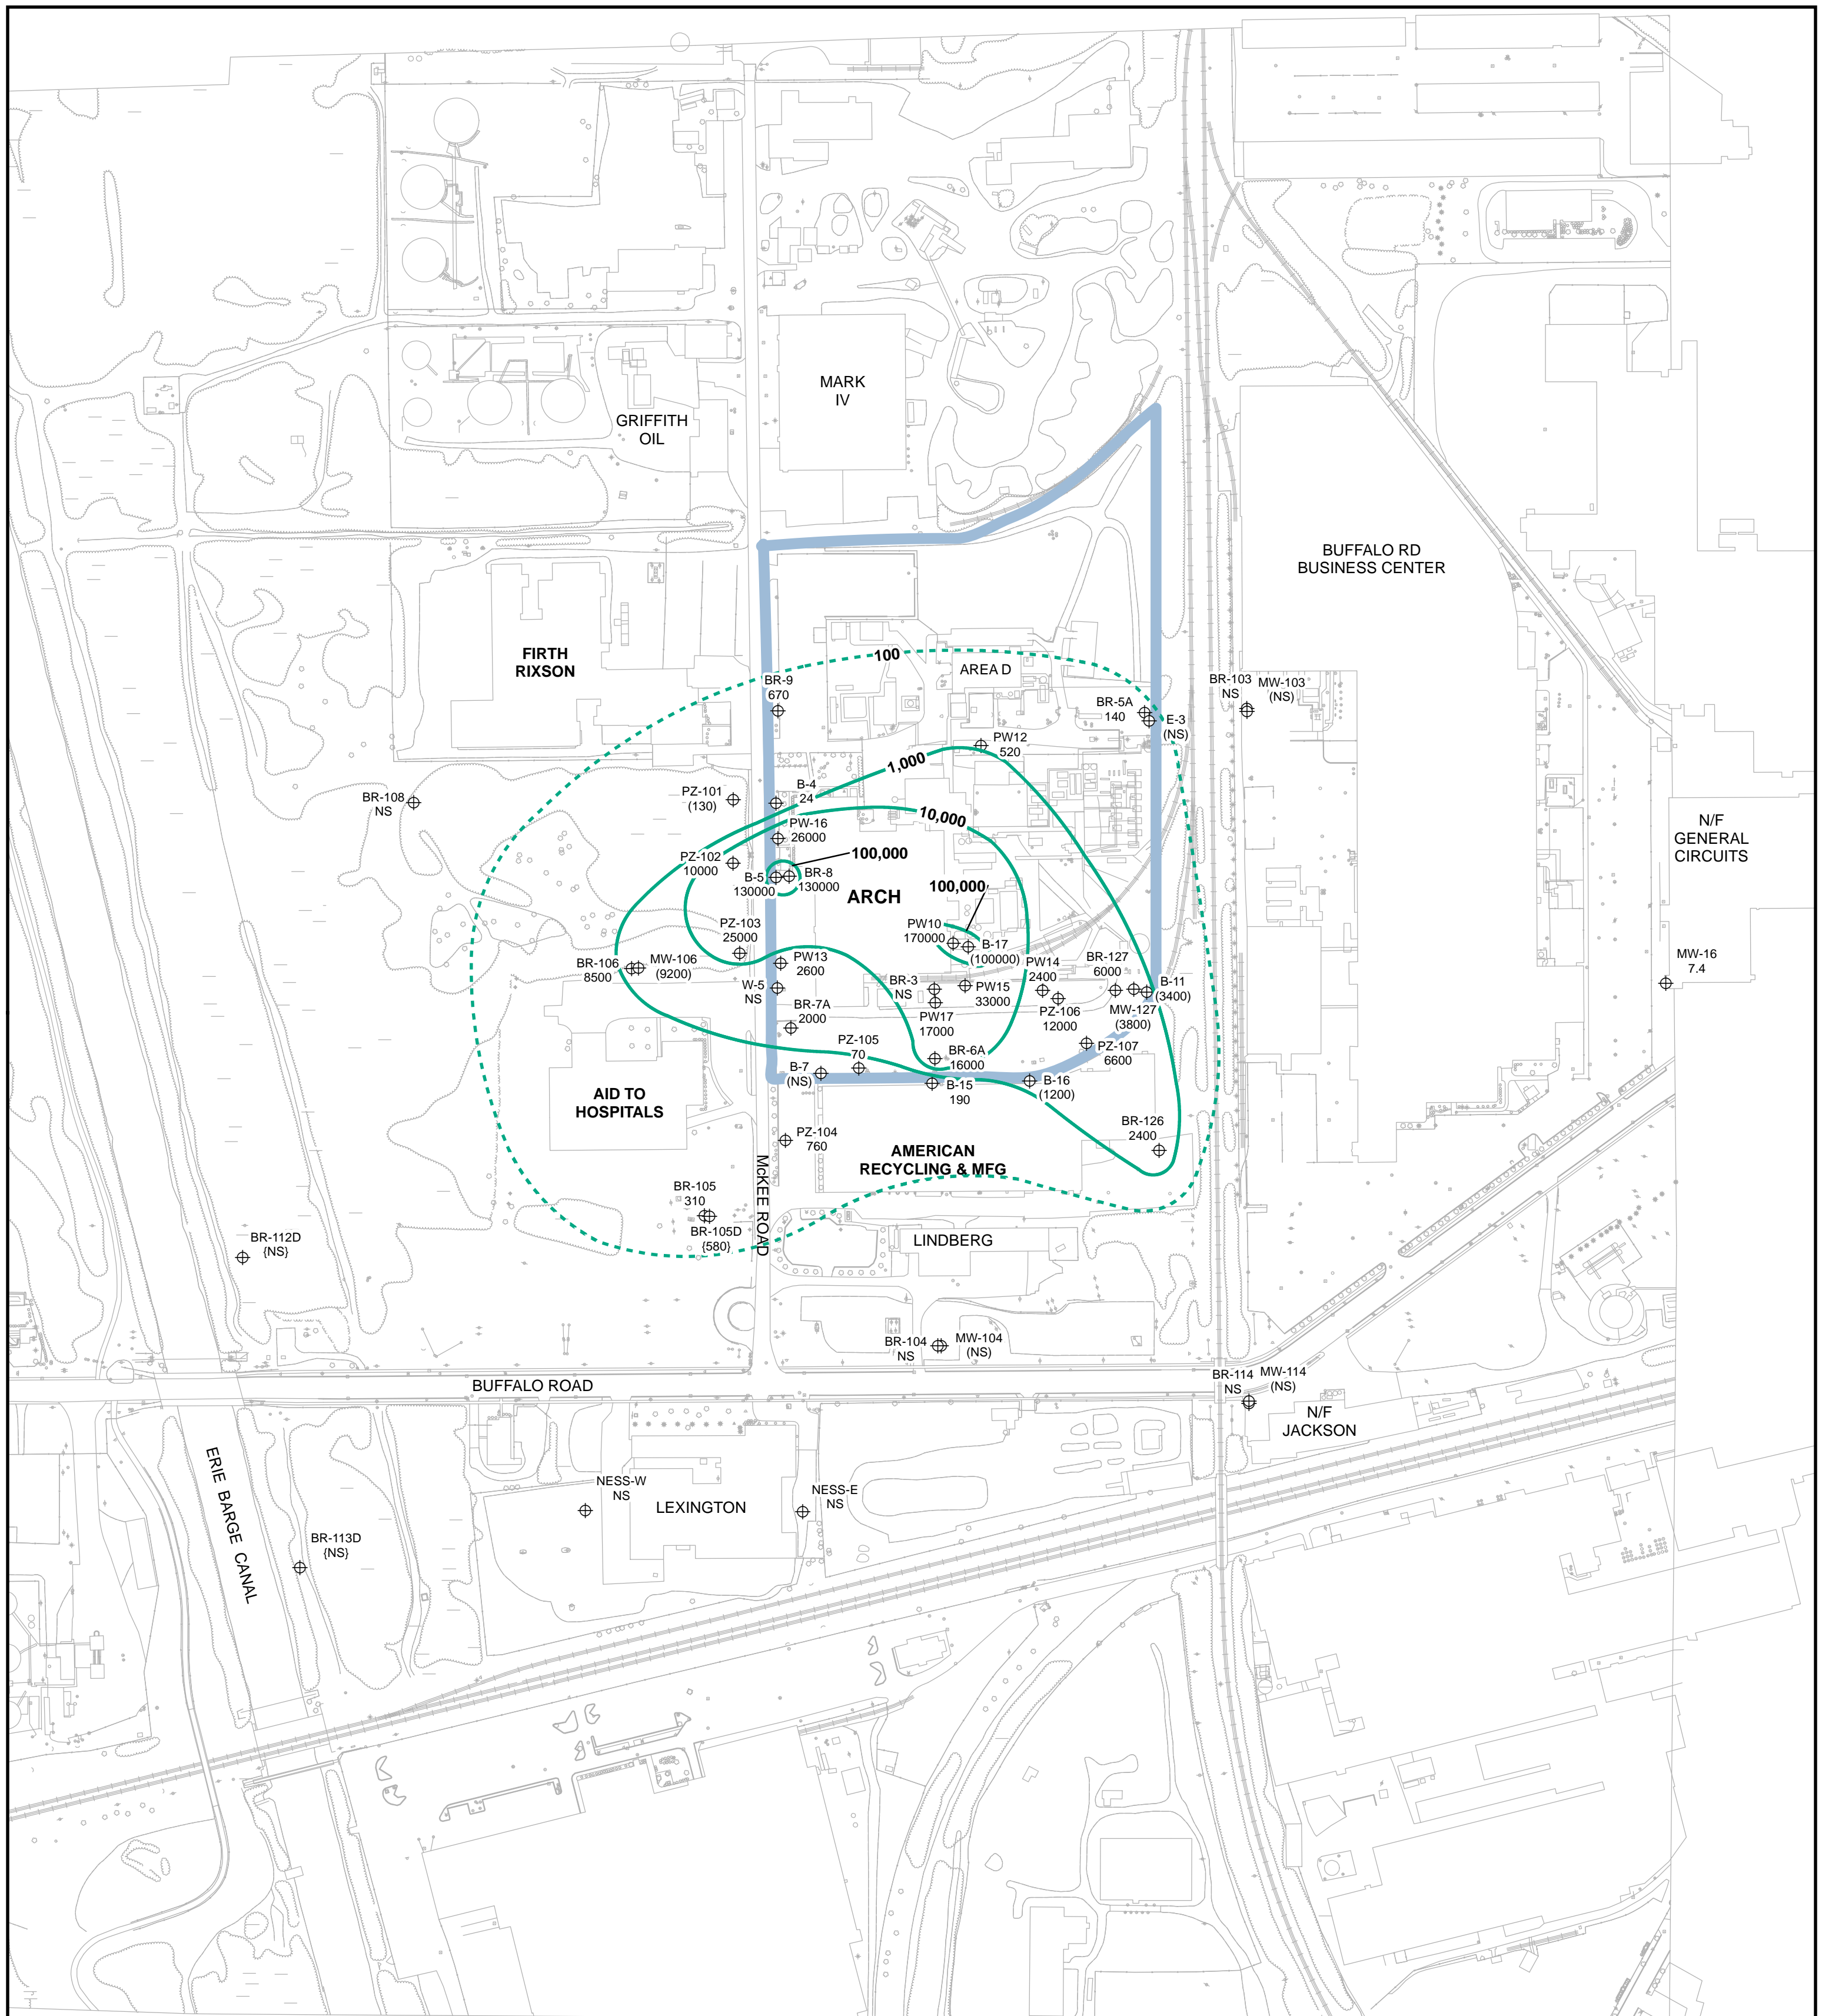 MARK
IV
GRIFFITH
OIL
BUFFALO RD
BUSINESS CENTER
FIRTH
RIXSON
100
AREA D
BR-9
670
BR-103
NS
MW-103
(NS)
BR-5A
140
E-3
(NS)
PW12
520
1,000
B-4
24
PZ-101
(130)
BR-108
NS
10,000
PW-16
26000
N/F
GENERAL
CIRCUITS
PZ-102
10000
100,000
B-5
130000
BR-8
130000
ARCH
100,000
PZ-103
25000
PW10
170000
B-17
(100000)
BR-106
8500
MW-106
(9200)
PW13
2600
PW14
2400
BR-127
6000
MW-16
7.4
W-5
NS
BR-3
NS
PW15
33000
B-11
(3400)
BR-7A
2000
PW17
17000
PZ-106
12000
MW-127
(3800)
PZ-105
70
BR-6A
16000
PZ-107
6600
B-7
(NS)
B-15
190
B-16
(1200)
AID TO
HOSPITALS
BR-126
2400
PZ-104
760
AMERICAN
RECYCLING & MFG
McKEE ROAD
BR-105
310
BR-105D
{580}
BR-112D
{NS}
LINDBERG
BR-104
NS
MW-104
(NS)
BR-114
NS
MW-114
(NS)
BUFFALO ROAD
N/F
JACKSON
ERIE BARGE CANAL
NESS-W
NS
LEXINGTON
NESS-E
NS
BR-113D
{NS}